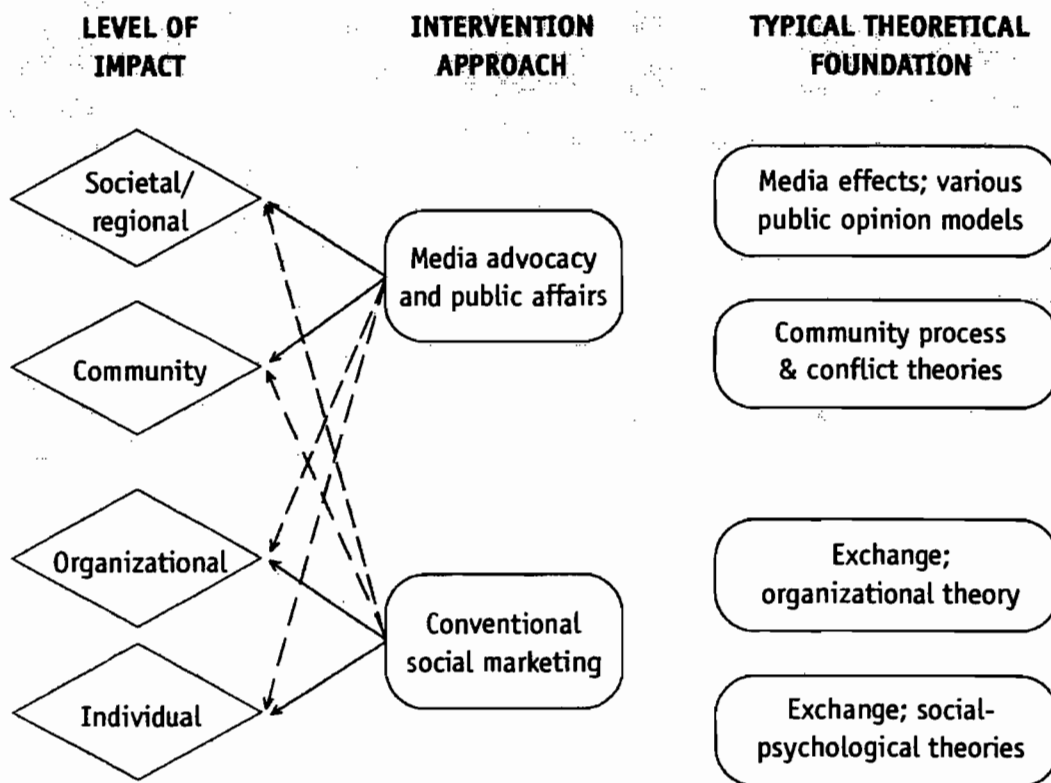 LEVEL OF
IMPACT
INTERVENTION
APPROACH
TYPICAL THEORETICAL
FOUNDATION
Societal/
regional
Media advocacy
and public affairs
Media effects; various
public opinion models
Community
Community process
& conflict theories
Organizational
Conventional
social marketing
Exchange;
organizational theory
Individual
Exchange; social-
psychological theories